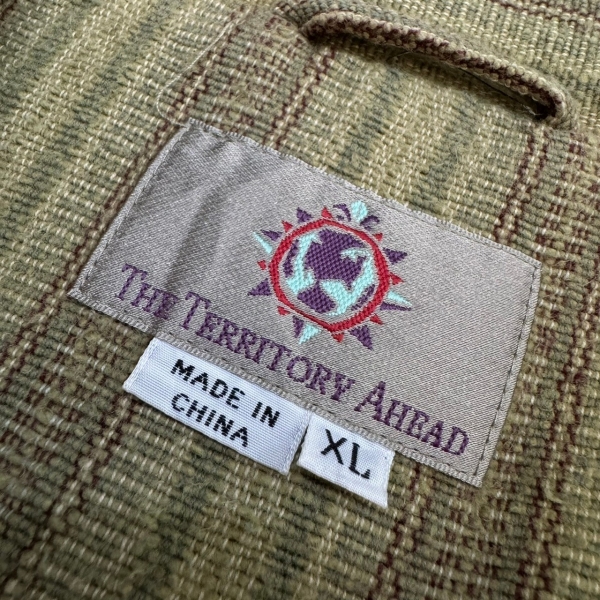 THE TERRITORY AHEAD
MADE IN
CHINA
XL